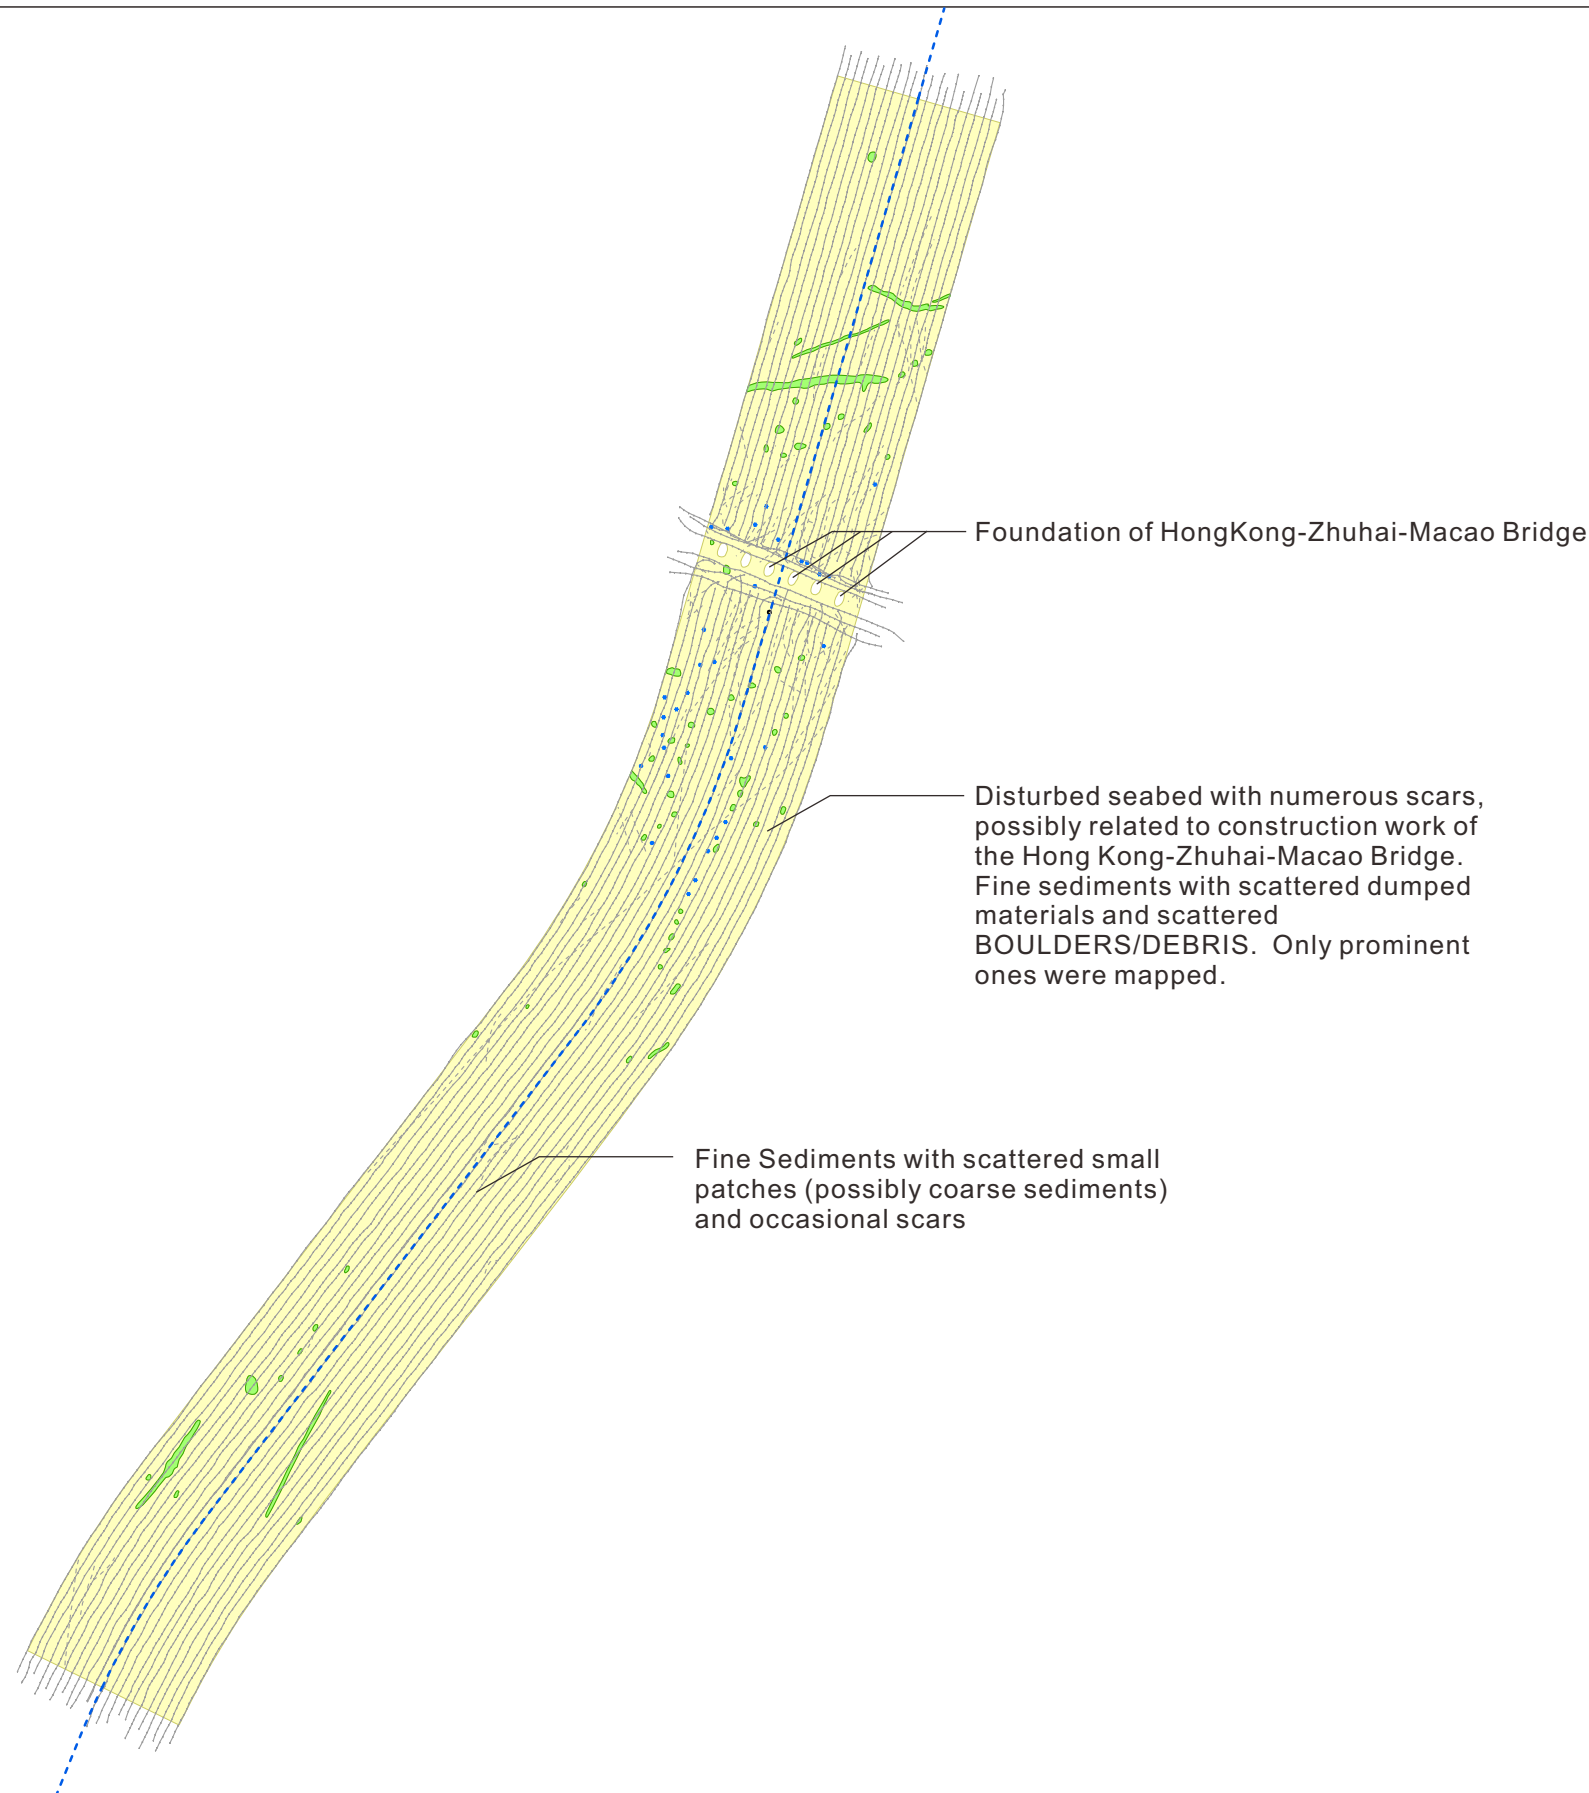 Foundation of HongKong-Zhuhai-Macao Bridge
Disturbed seabed with numerous scars,
possibly related to construction work of
the Hong Kong-Zhuhai-Macao Bridge.
Fine sediments with scattered dumped
materials and scattered
BOULDERS/DEBRIS.  Only prominent
ones were mapped.
Fine Sediments with scattered small
patches (possibly coarse sediments)
and occasional scars